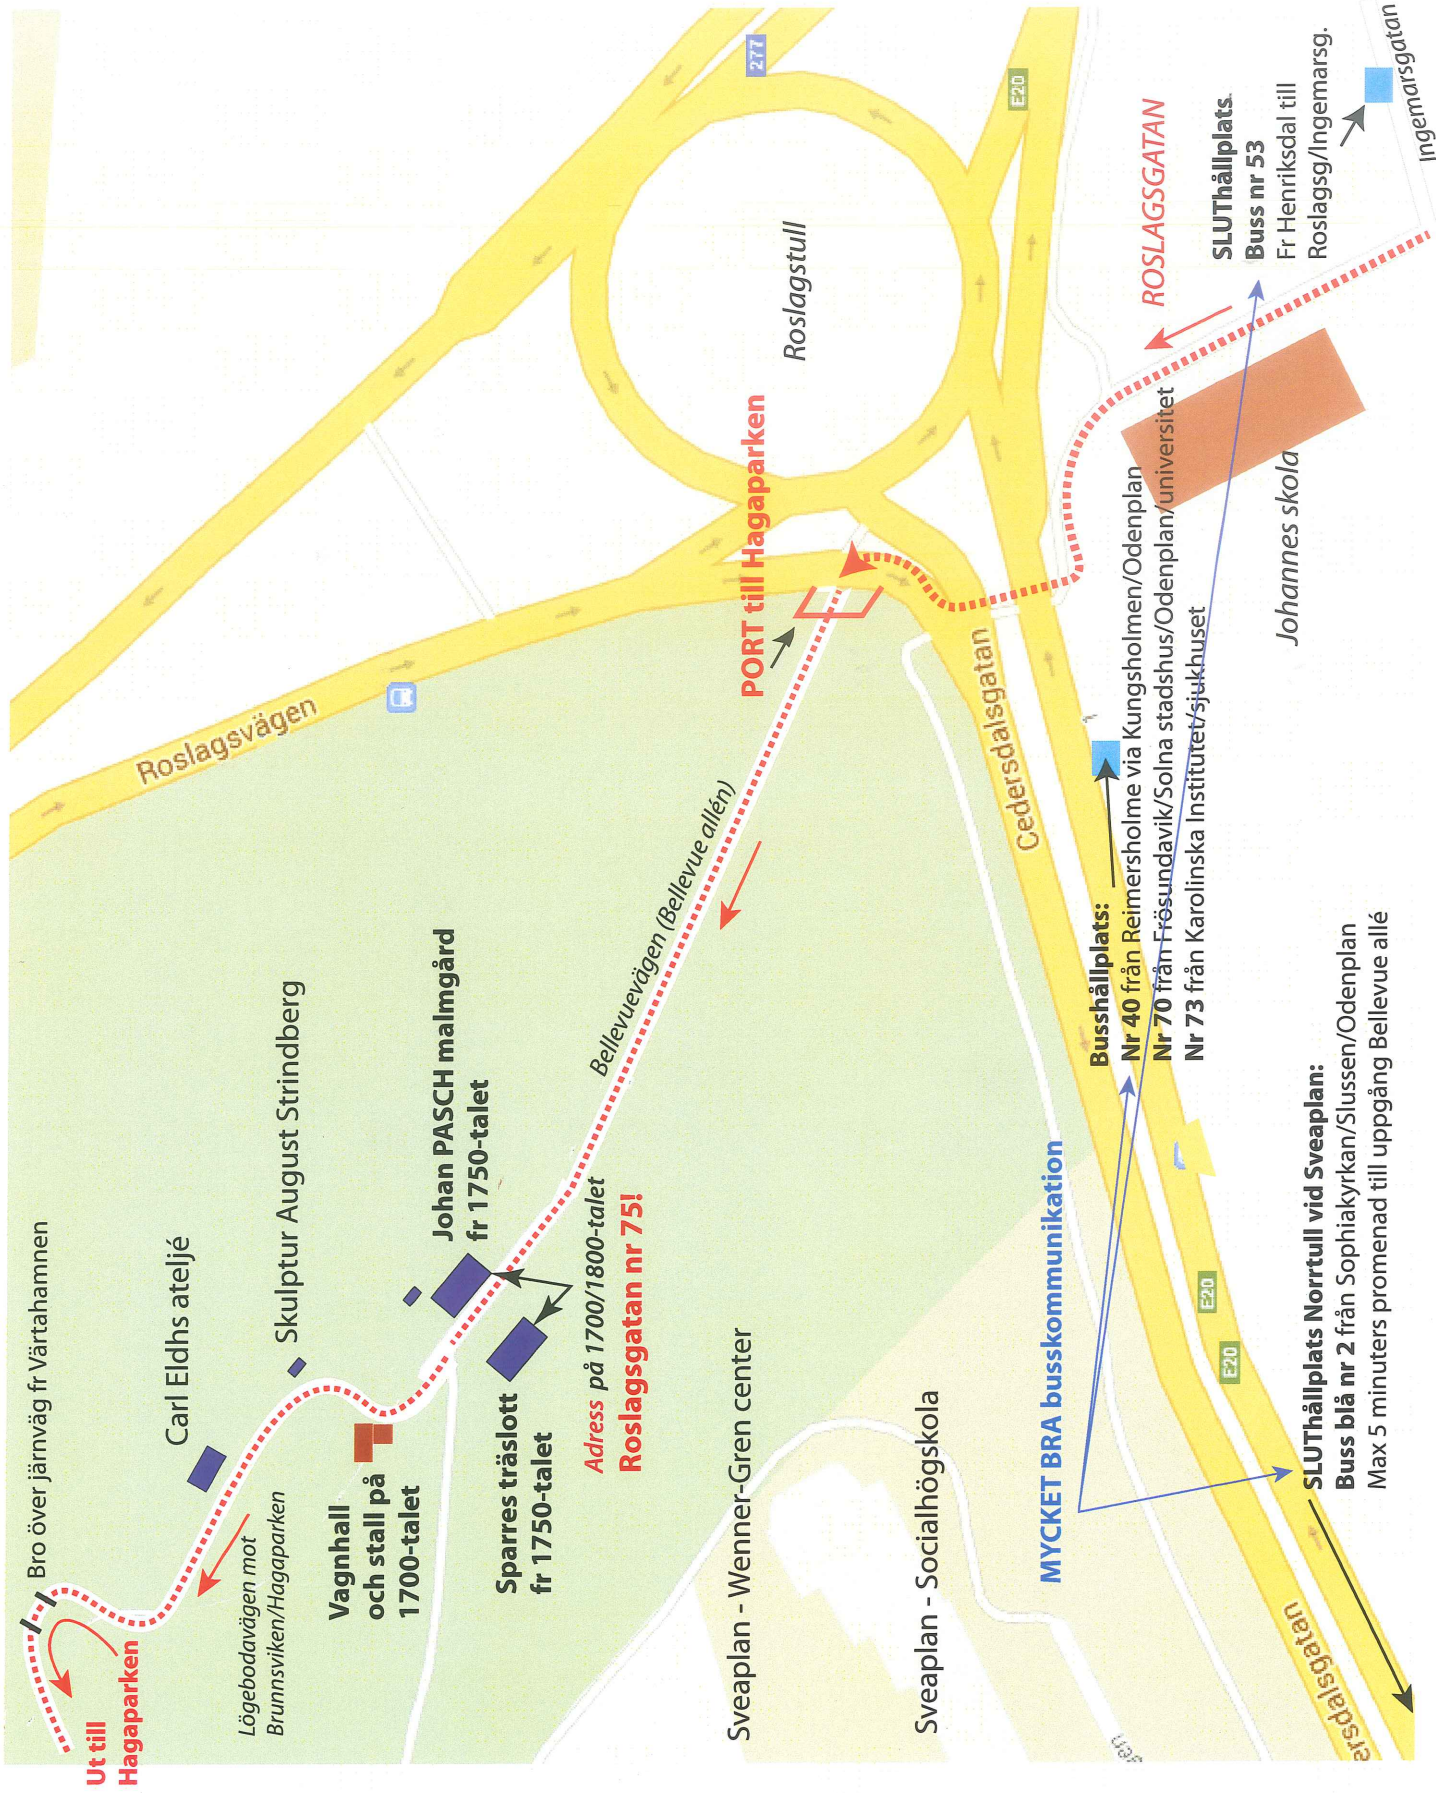 Bro över järnväg fr Värtahamnen
Ut till
Hagaparken
Carl Eldhs ateljé
Skulptur August Strindberg
Lögebodavägen mot
Brunnsviken/Hagaparken
Vagnhall
och stall på
1700-talet
Johan PASCH malmgård
fr 1750-talet
Sparres träslott
fr 1750-talet
Adress på 1700/1800-talet
Roslagsgatan nr 75!
Bellevuevägen (Bellevue allén)
Roslagsvägen
PORT till Hagaparken
Roslagstull
277
E20
Cedersdalsgatan
Sveaplan - Wenner-Gren center
Sveaplan - Socialhögskola
MYCKET BRA busskommunikation
Busshållplats:
Nr 40 från Reimersholme via Kungsholmen/Odenplan
Nr 70 från Frösundavik/Solna stadshus/Odenplan/universitet
Nr 73 från Karolinska Institutet/sjukhuset
ROSLAGSGATAN
SLUThållplats
Buss nr 53
Fr Henriksdal till
Roslagsg/Ingemarsg.
Ingemarsgatan
Johannes skola
E20
E20
SLUThållplats Norrtull vid Sveaplan:
Buss blå nr 2 från Sophiakyrkan/Slussen/Odenplan
Max 5 minuters promenad till uppgång Bellevue allé
ersdalsgatan
ersd
gen